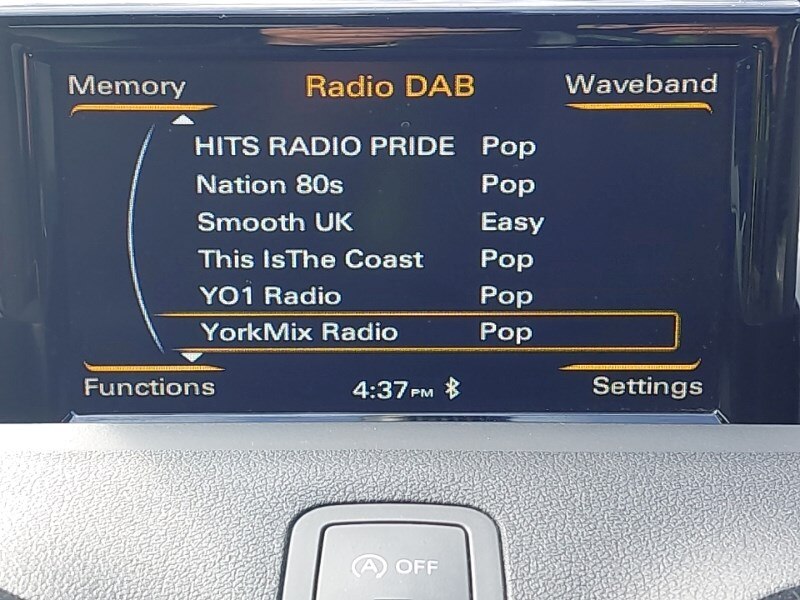 Memory Radio DAB Waveband
HITS RADIO PRIDE Pop
Nation 80s Pop
Smooth UK Easy
This IsThe Coast Pop
YO1 Radio Pop
YorkMix Radio Pop
Functions 4:37PM Settings
A OFF